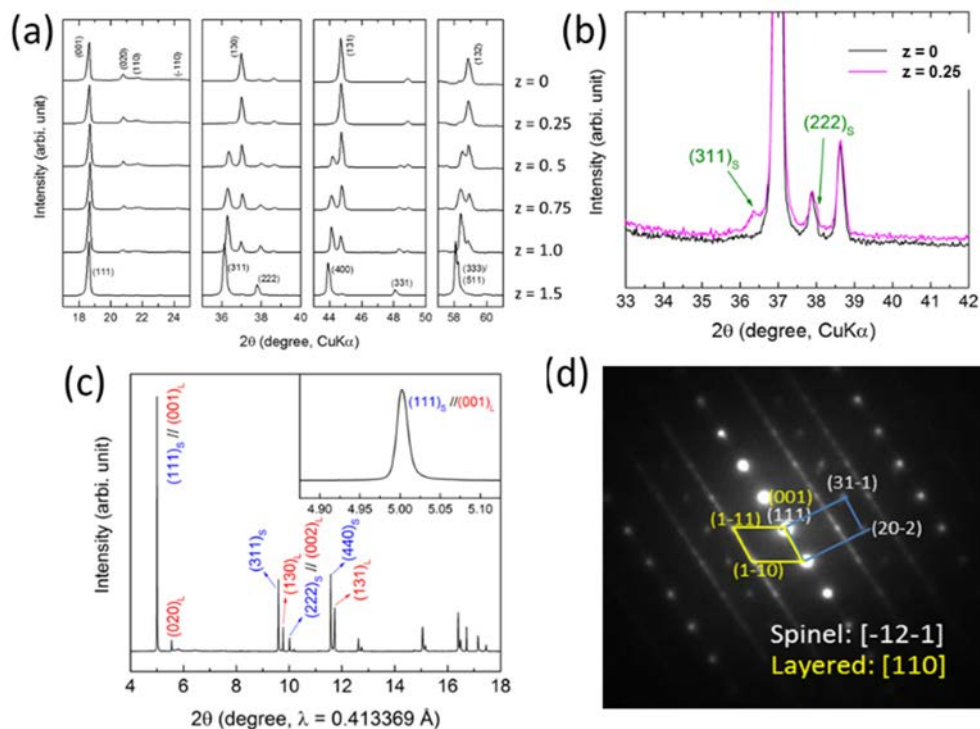 (a)
Intensity (arbi. unit)
(001)
(020)
(110)
(-110)
(130)
(131)
(132)
z = 0
z = 0.25
z = 0.5
z = 0.75
z = 1.0
z = 1.5
(111)
(311)
(222)
(400)
(331)
(333)/
(511)
18 20 22 24
36 38 40
44 46 48 50
58 60
2θ (degree, CuKα)
(b)
Intensity (arbi. unit)
z = 0
z = 0.25
(311)S
(222)S
33 34 35 36 37 38 39 40 41 42
2θ (degree, CuKα)
(c)
Intensity (arbi. unit)
(111)S // (001)L
(020)L
(311)S
(130)L
(222)S // (002)L
(440)S
(131)L
(111)S //(001)L
4.90 4.95 5.00 5.05 5.10
4 6 8 10 12 14 16 18
2θ (degree, λ = 0.413369 Å)
(d)
(001)
(111)
(31-1)
(1-11)
(20-2)
(1-10)
Spinel: [-12-1]
Layered: [110]